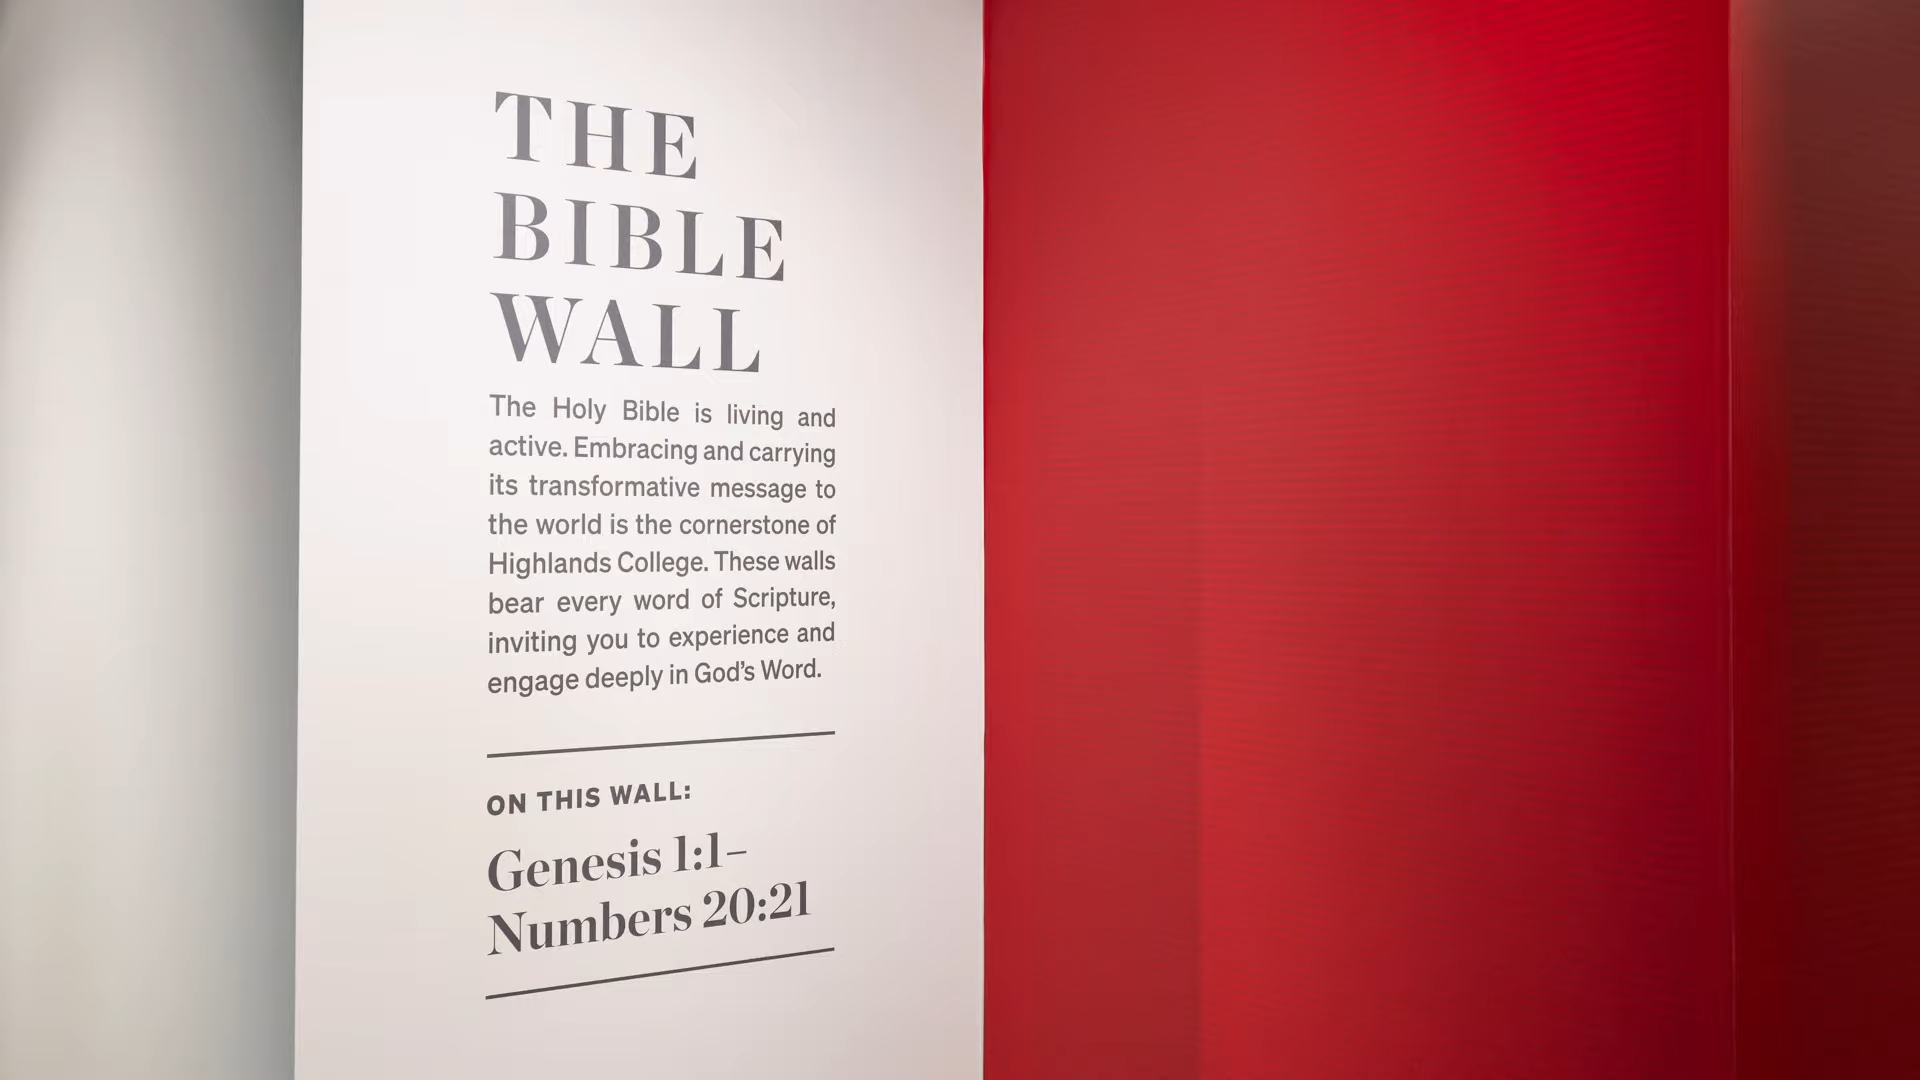 THE
BIBLE
WALL
The Holy Bible is living and
active. Embracing and carrying
its transformative message to
the world is the cornerstone of
Highlands College. These walls
bear every word of Scripture,
inviting you to experience and
engage deeply in God’s Word.
ON THIS WALL:
Genesis 1:1–
Numbers 20:21